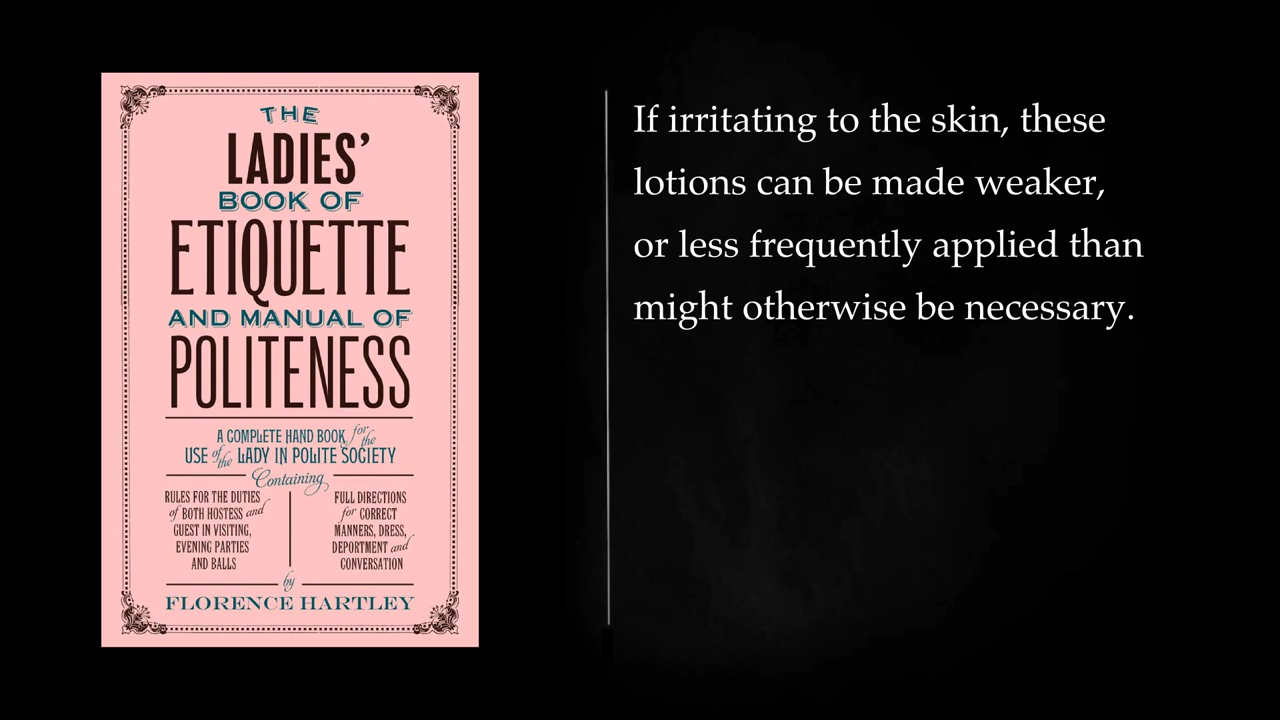 THE
LADIES'
BOOK OF
ETIQUETTE
AND MANUAL OF
POLITENESS
A COMPLETE HAND BOOK for the
USE of the LADY IN POLITE SOCIETY
Containing
RULES FOR THE DUTIES
of BOTH HOSTESS and
GUEST IN VISITING,
EVENING PARTIES
AND BALLS
FULL DIRECTIONS
for CORRECT
MANNERS, DRESS,
DEPORTMENT and
CONVERSATION
by
FLORENCE HARTLEY
If irritating to the skin, these
lotions can be made weaker,
or less frequently applied than
might otherwise be necessary.